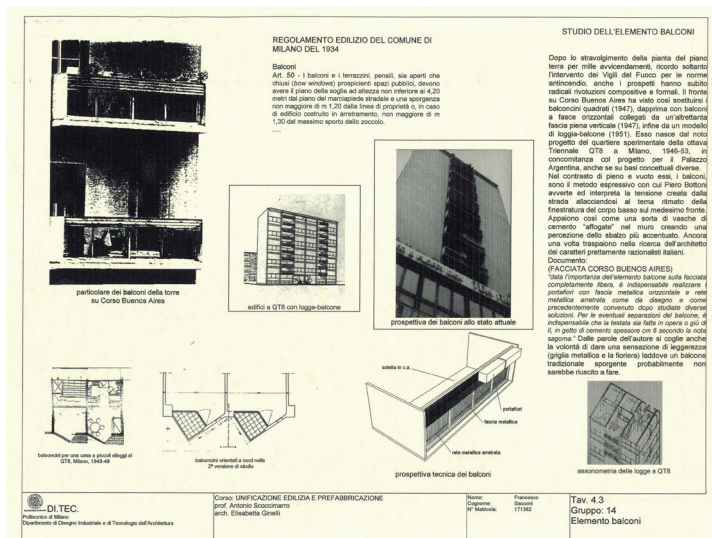 REGOLAMENTO EDILIZIO DEL COMUNE DI
MILANO DEL 1934
Balconi
Art. 50 - I balconi e i terrazzini, pensili, sia aperti che
chiusi (bow windows) prospicienti spazi pubblici, devono
avere il piano della soglia ad altezza non inferiore ai 4,20
metri dal piano del marciapiede stradale e una sporgenza
non maggiore di m 1,20 dalla linea di proprietà o, in caso
di edificio costruito in arretramento, non maggiore di m
1,30 dal massimo sporto dello zoccolo.
.....
particolare dei balconi della torre
su Corso Buenos Aires
edifici a QT8 con logge-balcone
prospettiva dei balconi allo stato attuale
balconcini per una casa a piccoli alloggi al
QT8, Milano, 1948-49
balconcini orientati a nord nella
2ª versione di studio
soletta in c.a.
portafiori
fascia metallica
rete metallica arretrata
prospettiva tecnica dei balconi
STUDIO DELL'ELEMENTO BALCONI
Dopo lo stravolgimento della pianta del piano
terra per mille avvicendamenti, ricordo soltanto
l'intervento dei Vigili del Fuoco per le norme
antincendio, anche i prospetti hanno subito
radicali rivoluzioni compositive e formali. Il fronte
su Corso Buenos Aires ha visto così sostituirsi i
balconcini quadrati (1947), dapprima con balconi
a fasce orizzontali collegati da un'altrettanta
fascia piena verticale (1947), infine da un modello
di loggia-balcone (1951). Esso nasce dal noto
progetto del quartiere sperimentale della ottava
Triennale QT8 a Milano, 1946-53, in
concomitanza col progetto per il Palazzo
Argentina, anche se su basi concettuali diverse.
Nel contrasto di pieno e vuoto essi, i balconi,
sono il metodo espressivo con cui Piero Bottoni
avverte ed interpreta la tensione creata dalla
strada allacciandosi al tema ritmato della
finestratura del corpo basso sul medesimo fronte.
Appaiono così come una sorta di vasche di
cemento "affogate" nel muro creando una
percezione dello sbalzo più accentuato. Ancora
una volta traspaiono nella ricerca dell'architetto
dei caratteri prettamente razionalisti italiani.
Documento:
(FACCIATA CORSO BUENOS AIRES)
"data l'importanza dell'elemento balcone sulla facciata
completamente libera, è indispensabile realizzare i
portafiori con fascia metallica orizzontale e rete
metallica arretrata come da disegno e come
precedentemente convenuto dopo studiate diverse
soluzioni. Per le eventuali separazioni del balcone, è
indispensabile che la testata sia fatta in opera o giù di
lì, in getto di cemento spessore cm 6 secondo la nota
sagoma." Dalle parole dell'autore si coglie anche
la volontà di dare una sensazione di leggerezza
(griglia metallica e la fioriera) laddove un balcone
tradizionale sporgente probabilmente non
sarebbe riuscito a fare.
assonometria delle logge a QT8
DI.TEC.
Politecnico di Milano
Dipartimento di Disegno Industriale e di Tecnologia dell'Architettura
Corso: UNIFICAZIONE EDILIZIA E PREFABBRICAZIONE
prof. Antonio Scoccimarro
arch. Elisabetta Ginelli
Nome: Francesco
Cognome: Sacconi
N° Matricola: 171382
Tav. 4.3
Gruppo: 14
Elemento balconi